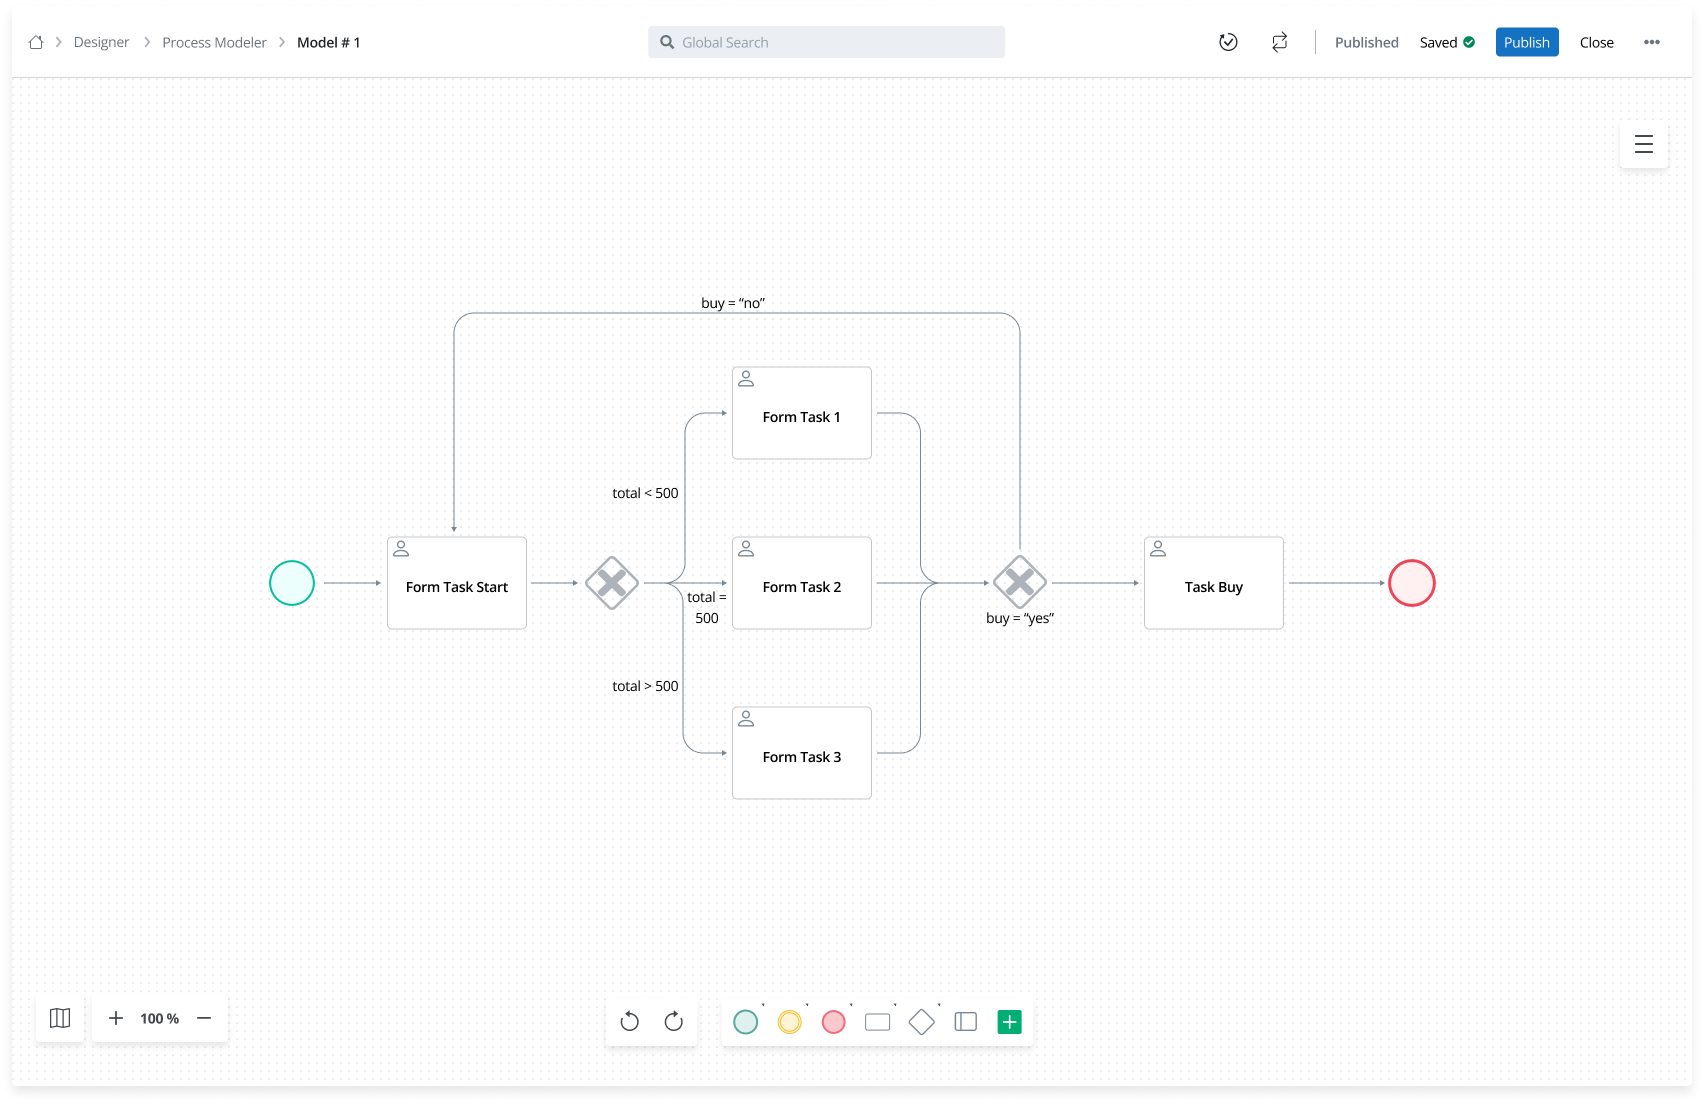 Designer
Process Modeler
Model # 1
Global Search
Published
Saved
Publish
Close
buy = “no”
Form Task 1
total < 500
Form Task Start
Form Task 2
total =
500
buy = “yes”
Task Buy
total > 500
Form Task 3
100 %